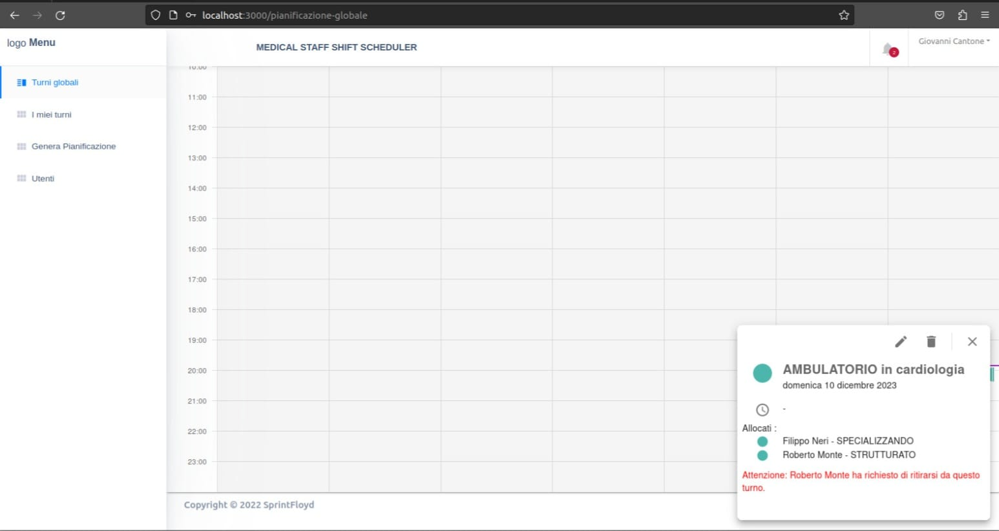 localhost:3000/pianificazione-globale
logo Menu
MEDICAL STAFF SHIFT SCHEDULER
2
Giovanni Cantone
Turni globali
I miei turni
Genera Pianificazione
Utenti
10:00
11:00
12:00
13:00
14:00
15:00
16:00
17:00
18:00
19:00
20:00
21:00
22:00
23:00
AMBULATORIO in cardiologia
domenica 10 dicembre 2023
-
Allocati :
Filippo Neri - SPECIALIZZANDO
Roberto Monte - STRUTTURATO
Attenzione: Roberto Monte ha richiesto di ritirarsi da questo
turno.
Copyright © 2022 SprintFloyd